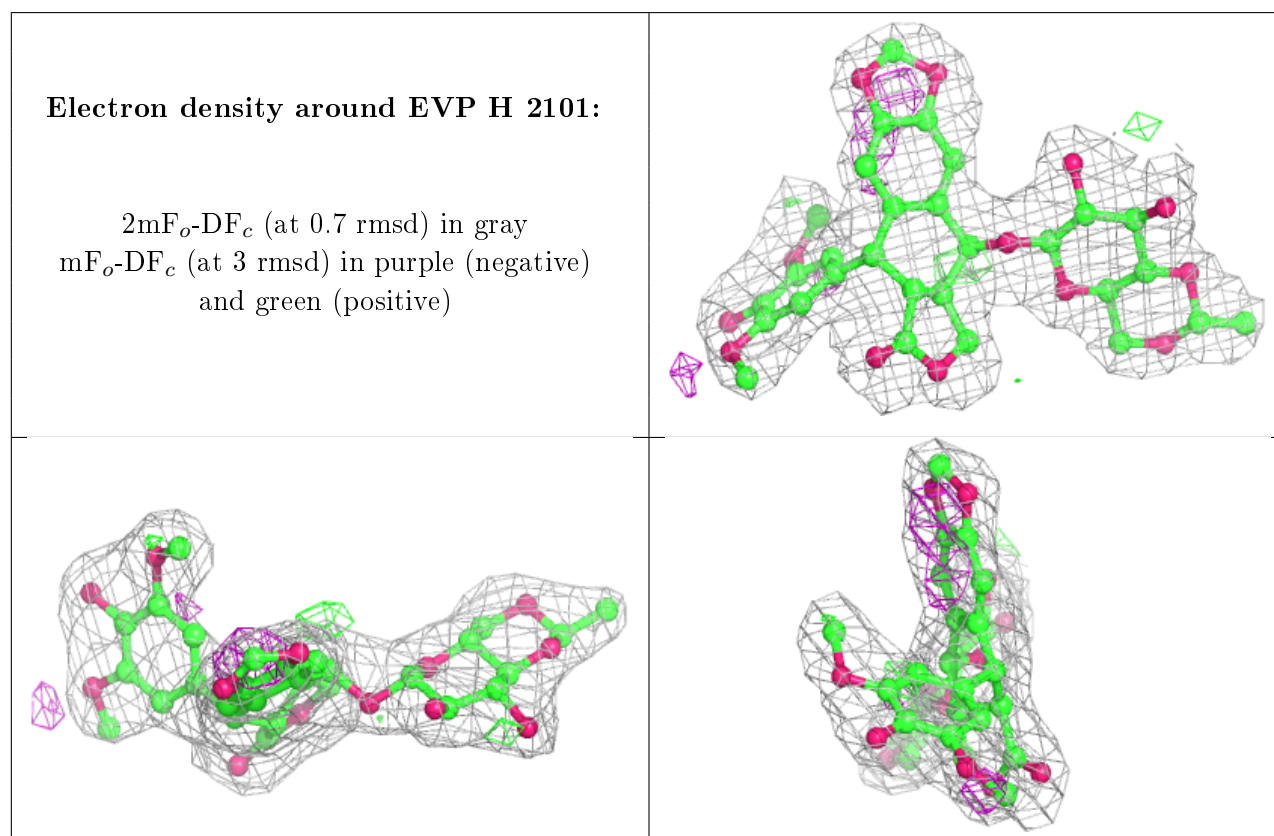 Electron density around EVP H 2101:
2mFo-DFc (at 0.7 rmsd) in gray
mFo-DFc (at 3 rmsd) in purple (negative)
and green (positive)